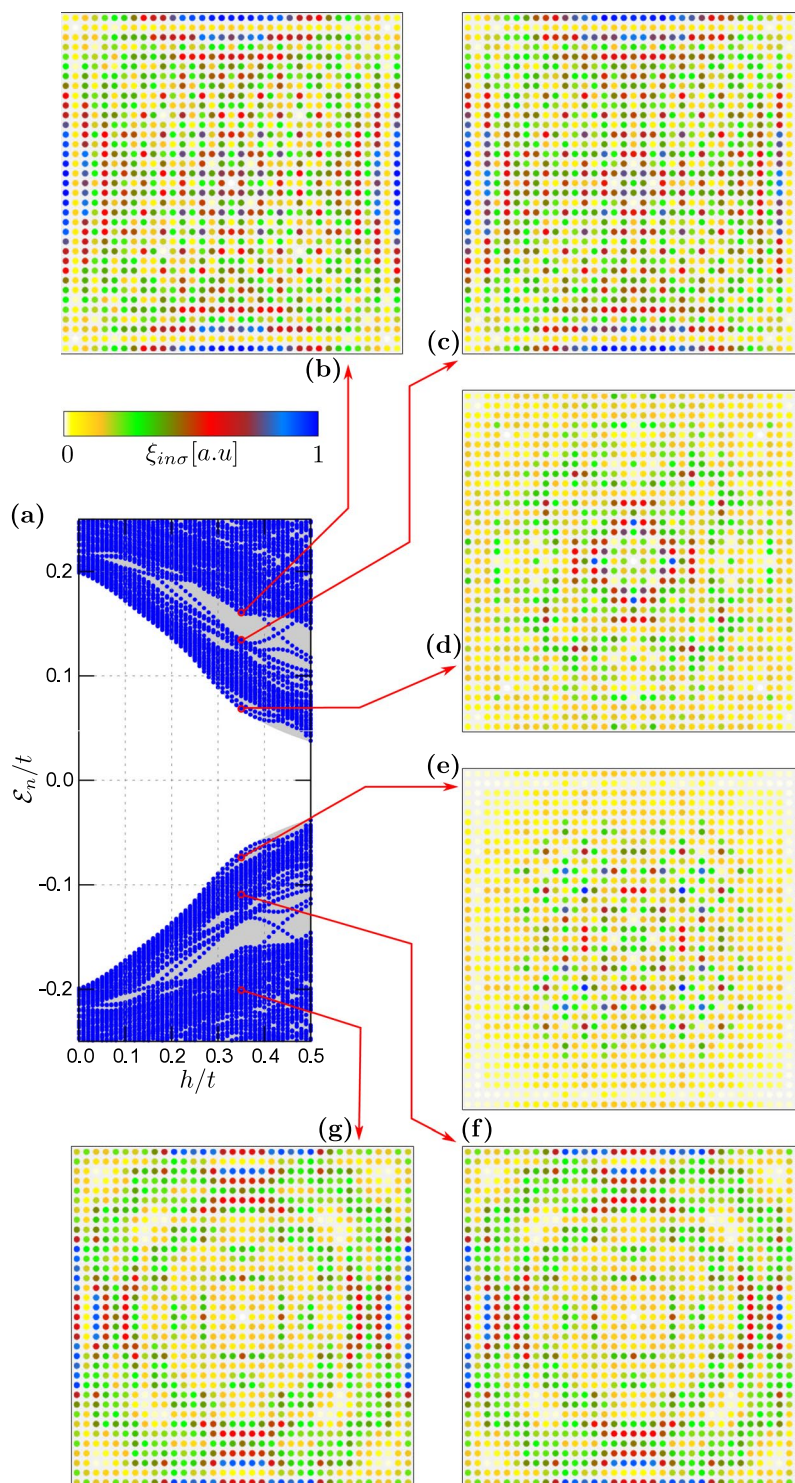 (b)
(c)
0 1
ξ_{inσ}[a.u]
(a)
(d)
(e)
0.2
0.1
0.0
−0.1
−0.2
ℰ_n/t
0.0 0.1 0.2 0.3 0.4 0.5
h/t
(g)
(f)